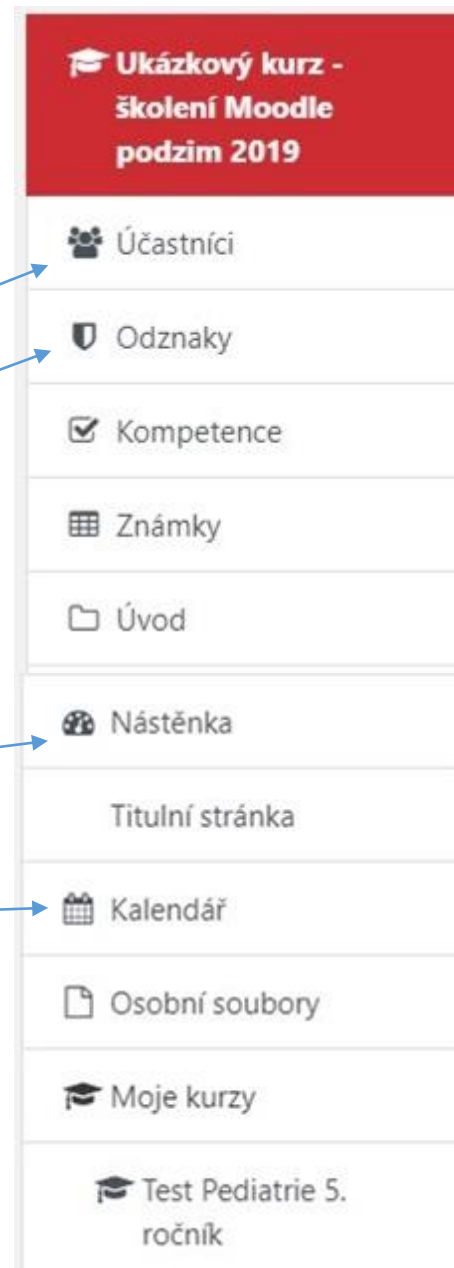 Ukázkový kurz -
školení Moodle
podzim 2019
Účastníci
Odznaky
Kompetence
Známky
Úvod
Nástěnka
Titulní stránka
Kalendář
Osobní soubory
Moje kurzy
Test Pediatrie 5.
ročník